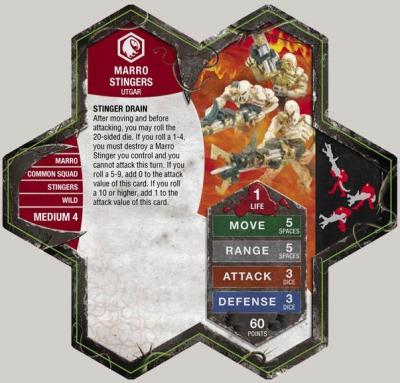 MARRO
STINGERS
UTGAR
STINGER DRAIN
After moving and before
attacking, you may roll the
20-sided die. If you roll a 1-4,
you must destroy a Marro
Stinger you control and you
cannot attack this turn. If you
roll a 5-9, add 0 to the attack
value of this card. If you roll
a 10 or higher, add 1 to the
attack value of this card.
MARRO
COMMON SQUAD
STINGERS
WILD
MEDIUM 4
1
LIFE
MOVE 5
SPACES
RANGE 5
SPACES
ATTACK 3
DICE
DEFENSE 3
DICE
60
POINTS